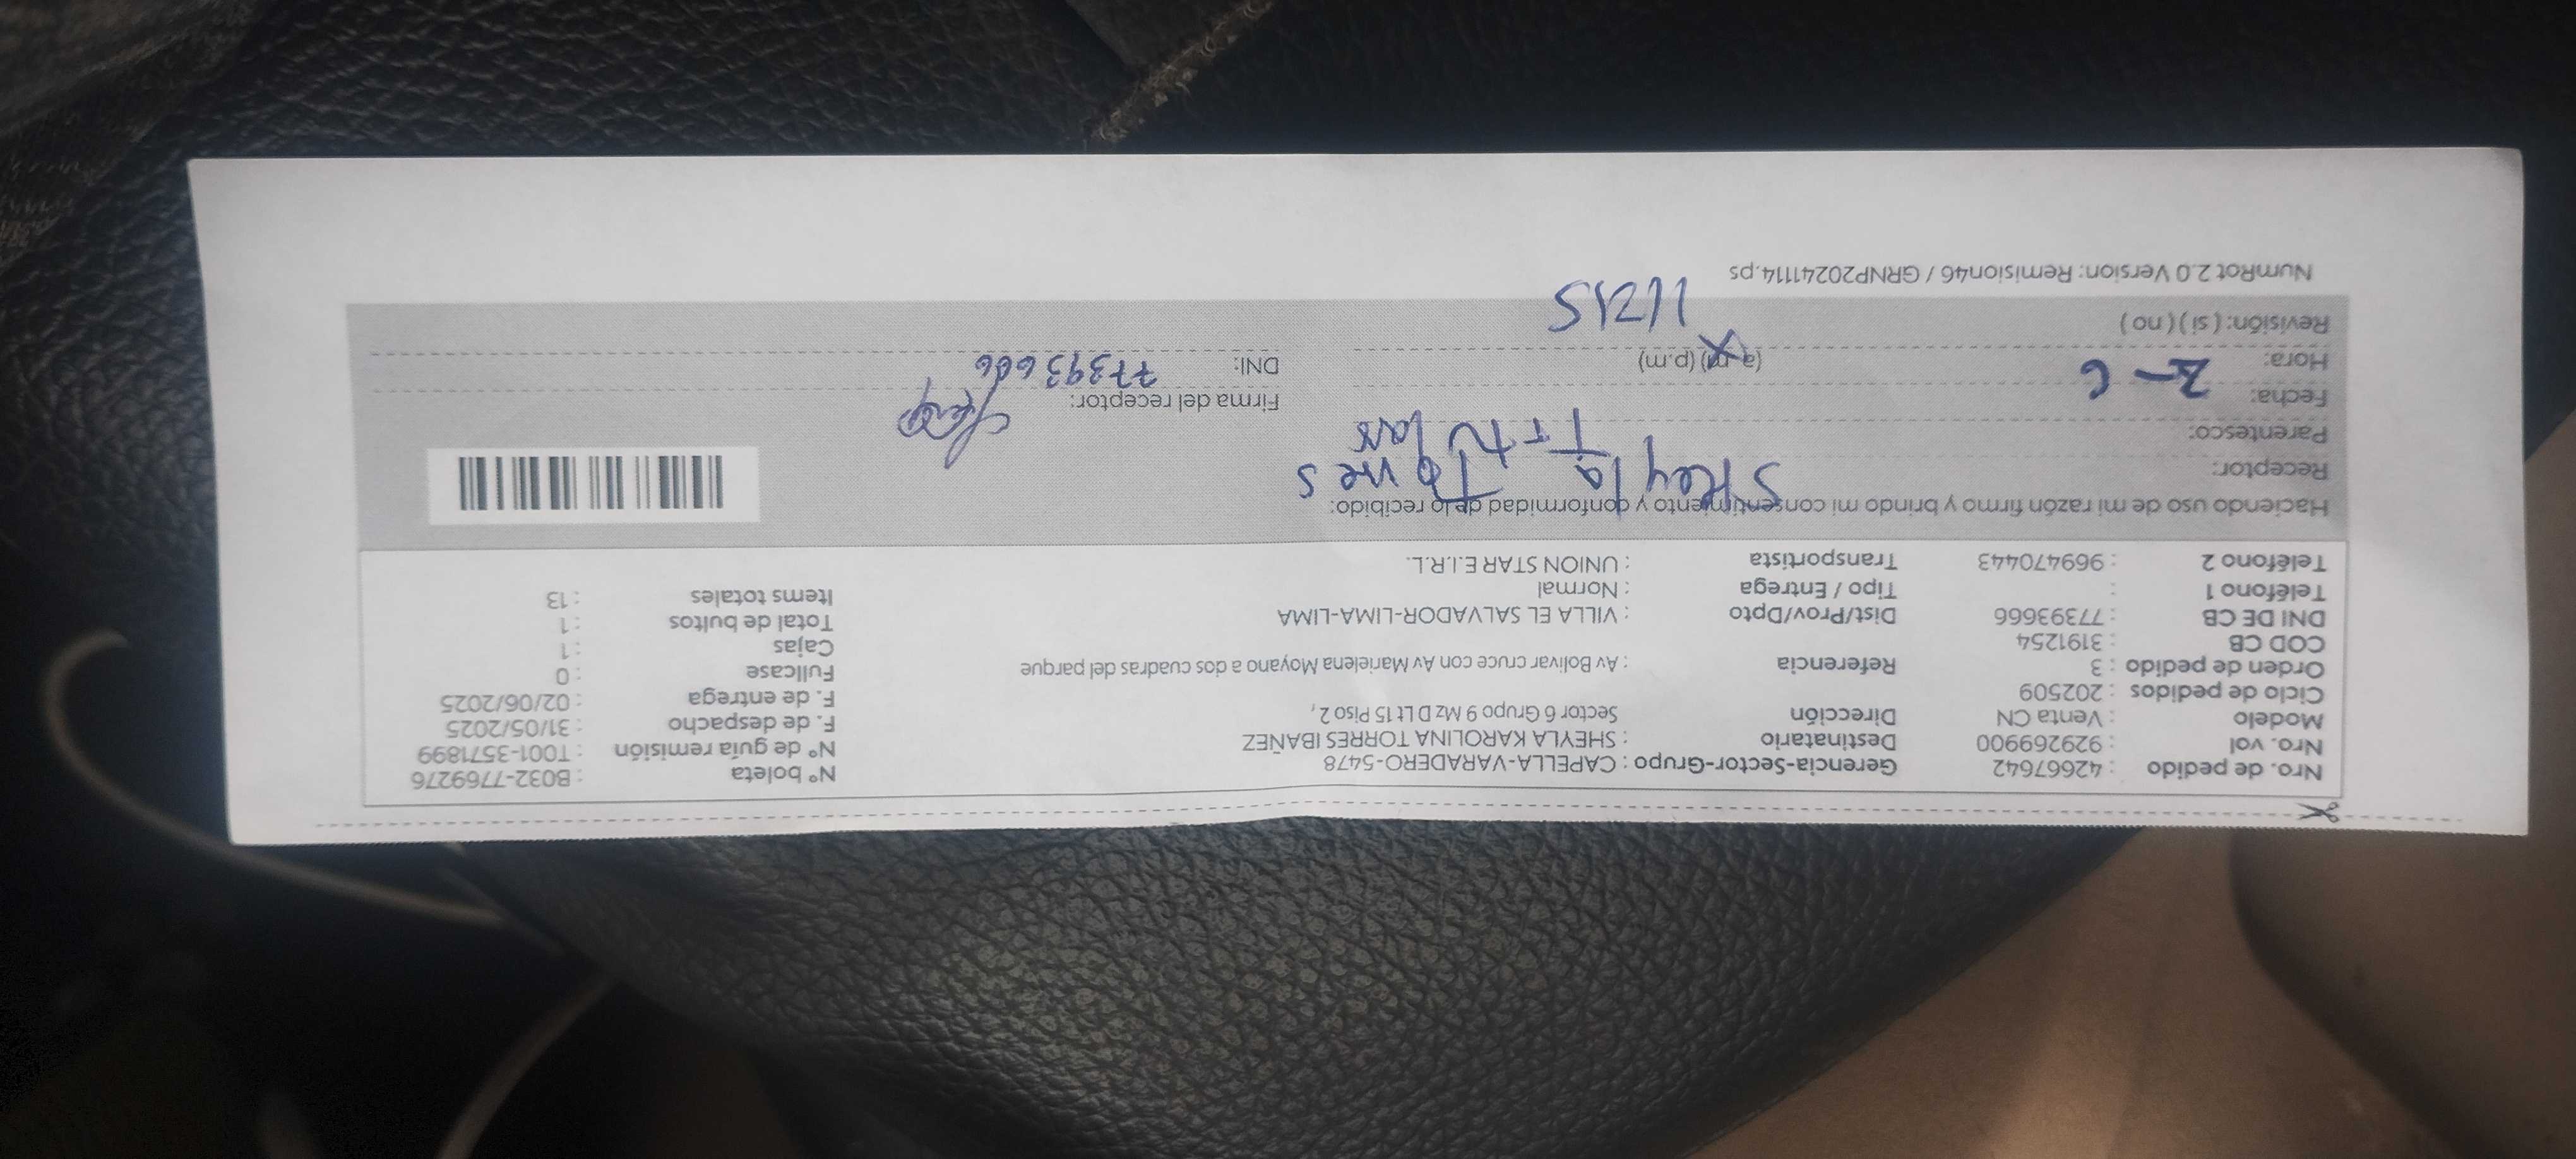 Nro. de pedido : 42667642
Nro. vol : 929269900
Modelo : Venta CN
Ciclo de pedidos : 202509
Orden de pedido : 3
COD CB : 3191254
DNI DE CB : 77393666
Teléfono 1 :
Teléfono 2 : 969470443
Gerencia-Sector-Grupo : CAPELLA-VARADERO-5478
Destinatario : SHEYLA KAROLINA TORRES IBAÑEZ
Dirección Sector 6 Grupo 9 Mz D Lt 15 Piso 2,
Referencia : Av Bolivar cruce con Av Marielena Moyano a dos cuadras del parque
Dist/Prov/Dpto : VILLA EL SALVADOR-LIMA-LIMA
Tipo / Entrega : Normal
Transportista : UNION STAR E.I.R.L.
Nº boleta : B032-7769276
Nº de guía remisión : T001-3571899
F. de despacho : 31/05/2025
F. de entrega : 02/06/2025
Fullcase : 0
Cajas : 1
Total de bultos : 1
Items totales : 13
Haciendo uso de mi razón firmo y brindo mi consentimiento y conformidad de lo recibido:
Receptor: Sheyla Torres
Parentesco: Titular
Fecha: 2-6
Hora: (a.m) (p.m)
Revisión: ( si ) ( no ) 11215
Firma del receptor:
DNI: 77393666
NumRot 2.0 Version: Remision46 / GRNP20241114.ps